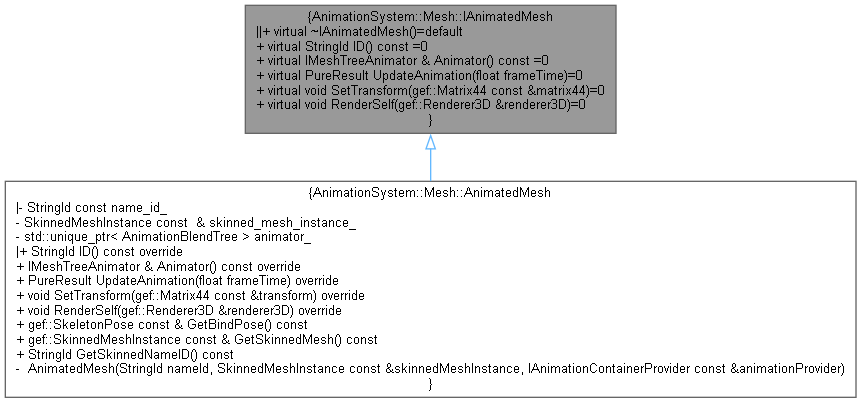 {AnimationSystem::Mesh::IAnimatedMesh
||+ virtual ~IAnimatedMesh()=default
+ virtual StringId ID() const =0
+ virtual IMeshTreeAnimator & Animator() const =0
+ virtual PureResult UpdateAnimation(float frameTime)=0
+ virtual void SetTransform(gef::Matrix44 const &matrix44)=0
+ virtual void RenderSelf(gef::Renderer3D &renderer3D)=0
}
{AnimationSystem::Mesh::AnimatedMesh
|- StringId const name_id_
- SkinnedMeshInstance const  & skinned_mesh_instance_
- std::unique_ptr< AnimationBlendTree > animator_
|+ StringId ID() const override
+ IMeshTreeAnimator & Animator() const override
+ PureResult UpdateAnimation(float frameTime) override
+ void SetTransform(gef::Matrix44 const &transform) override
+ void RenderSelf(gef::Renderer3D &renderer3D) override
+ gef::SkeletonPose const & GetBindPose() const
+ gef::SkinnedMeshInstance const & GetSkinnedMesh() const
+ StringId GetSkinnedNameID() const
-  AnimatedMesh(StringId nameId, SkinnedMeshInstance const &skinnedMeshInstance, IAnimationContainerProvider const &animationProvider)
}